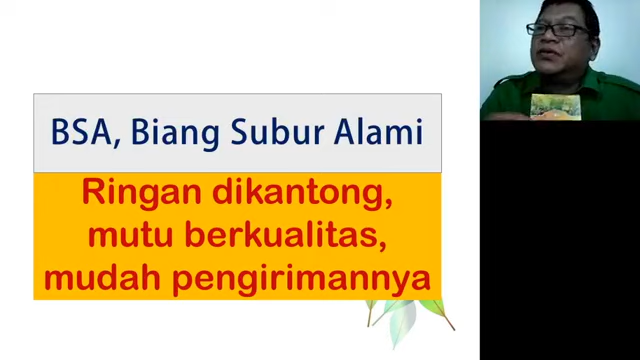 BSA, Biang Subur Alami
Ringan dikantong,
mutu berkualitas,
mudah pengirimannya